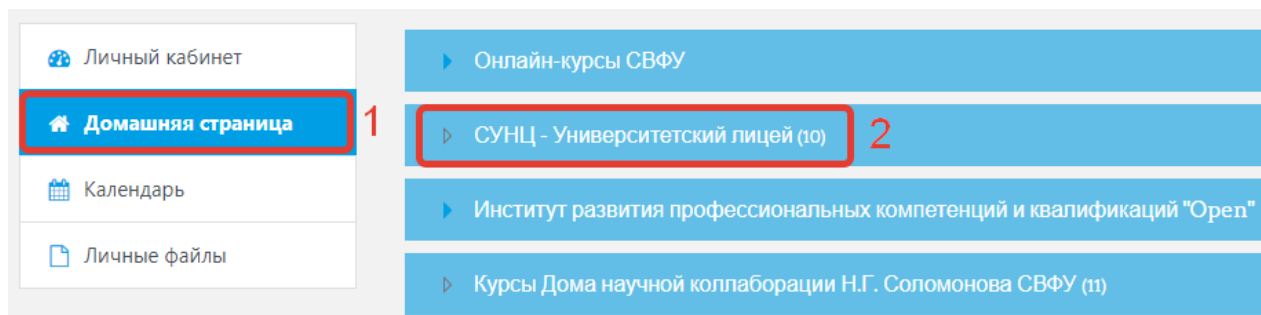 Личный кабинет
Домашняя страница
1
Календарь
Личные файлы
Онлайн-курсы СВФУ
СУНЦ - Университетский лицей (10)
2
Институт развития профессиональных компетенций и квалификаций "Open"
Курсы Дома научной коллаборации Н.Г. Соломонова СВФУ (11)